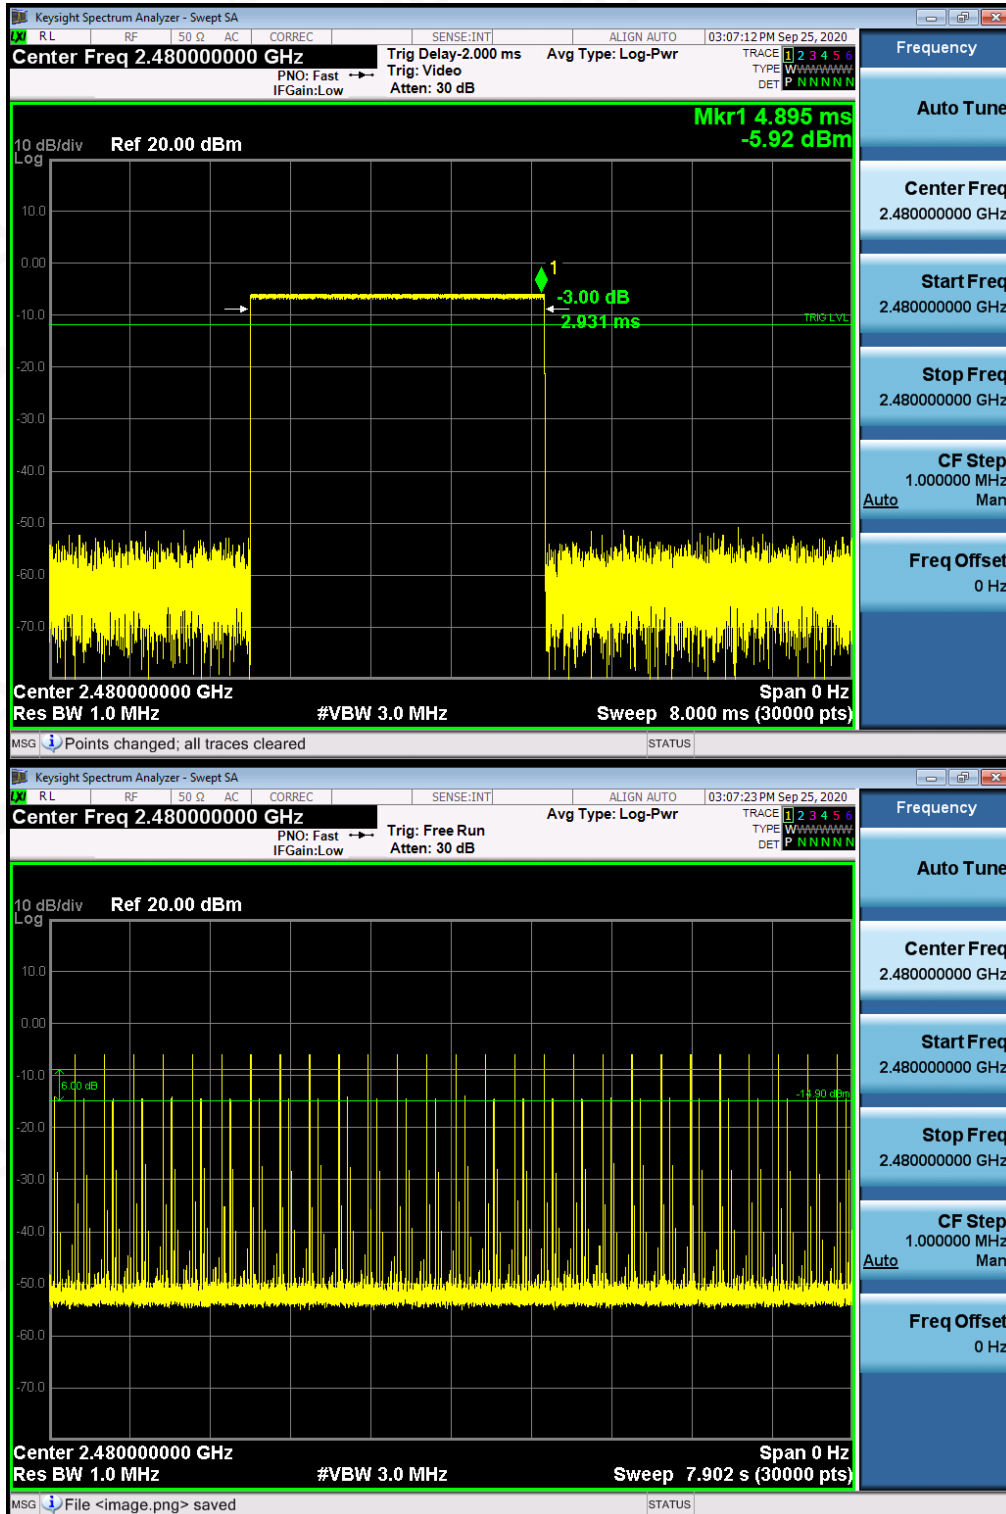 Keysight Spectrum Analyzer - Swept SA
LXI RL RF 50 Ω AC CORREC SENSE:INT ALIGN AUTO 03:07:12 PM Sep 25, 2020
Center Freq 2.480000000 GHz
PNO: Fast
IFGain:Low
Trig Delay-2.000 ms
Trig: Video
Atten: 30 dB
Avg Type: Log-Pwr
TRACE 1 2 3 4 5 6
TYPE WWWWWW
DET P N N N N N
Mkr1 4.895 ms
-5.92 dBm
10 dB/div
Log
Ref 20.00 dBm
10.0
0.00
1
-3.00 dB
2.931 ms
-10.0
TRIG LVL
-20.0
-30.0
-40.0
-50.0
-60.0
-70.0
Center 2.480000000 GHz
Span 0 Hz
Res BW 1.0 MHz
#VBW 3.0 MHz
Sweep 8.000 ms (30000 pts)
MSG Points changed; all traces cleared
STATUS
Frequency
Auto Tune
Center Freq
2.480000000 GHz
Start Freq
2.480000000 GHz
Stop Freq
2.480000000 GHz
CF Step
1.000000 MHz
Auto Man
Freq Offset
0 Hz
Keysight Spectrum Analyzer - Swept SA
LXI RL RF 50 Ω AC CORREC SENSE:INT ALIGN AUTO 03:07:23 PM Sep 25, 2020
Center Freq 2.480000000 GHz
PNO: Fast
IFGain:Low
Trig: Free Run
Atten: 30 dB
Avg Type: Log-Pwr
TRACE 1 2 3 4 5 6
TYPE WWWWWW
DET P N N N N N
10 dB/div
Log
Ref 20.00 dBm
10.0
0.00
-10.0
6.00 dB
-14.90 dBm
-20.0
-30.0
-40.0
-50.0
-60.0
-70.0
Center 2.480000000 GHz
Span 0 Hz
Res BW 1.0 MHz
#VBW 3.0 MHz
Sweep 7.902 s (30000 pts)
MSG File <image.png> saved
STATUS
Frequency
Auto Tune
Center Freq
2.480000000 GHz
Start Freq
2.480000000 GHz
Stop Freq
2.480000000 GHz
CF Step
1.000000 MHz
Auto Man
Freq Offset
0 Hz